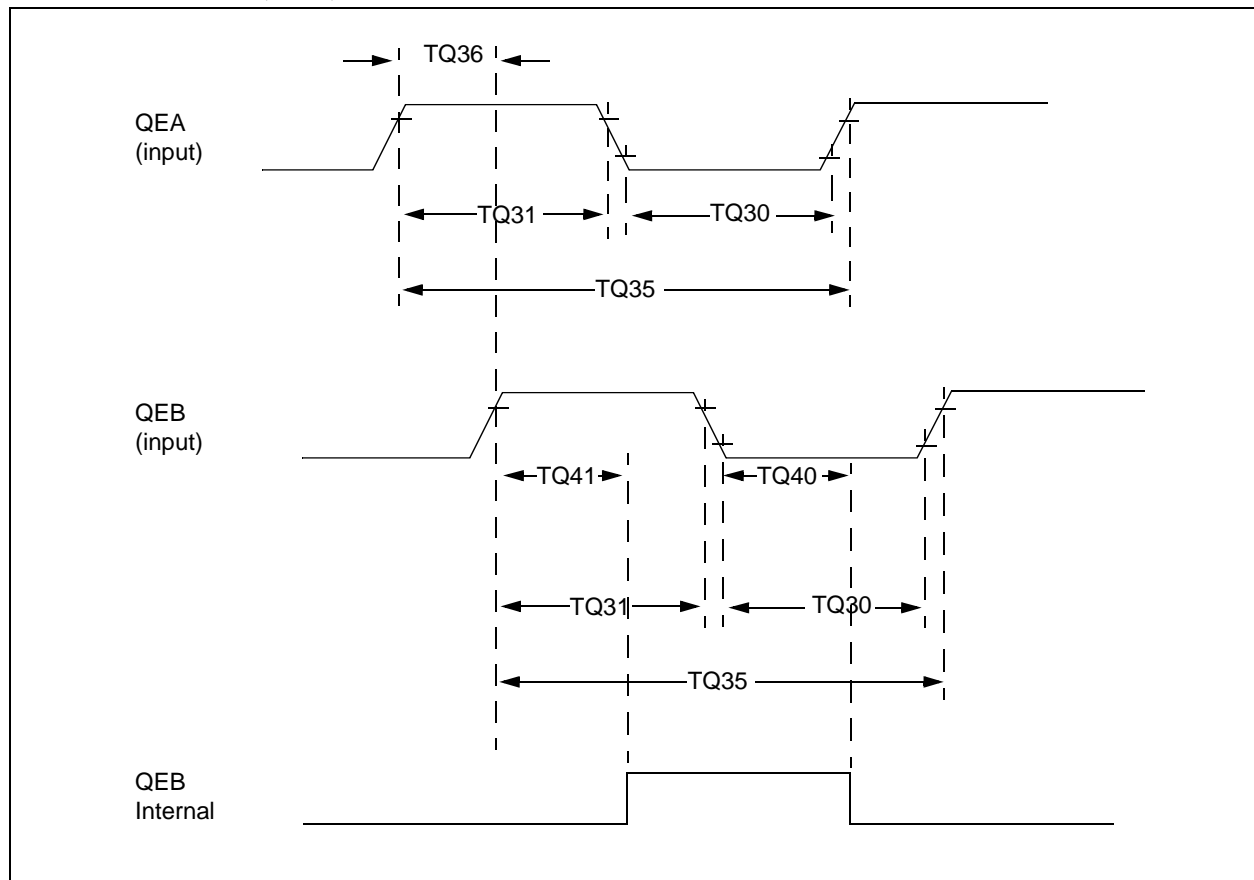 TQ36
QEA
(input)
TQ31
TQ30
TQ35
QEB
(input)
TQ41
TQ40
TQ31
TQ30
TQ35
QEB
Internal